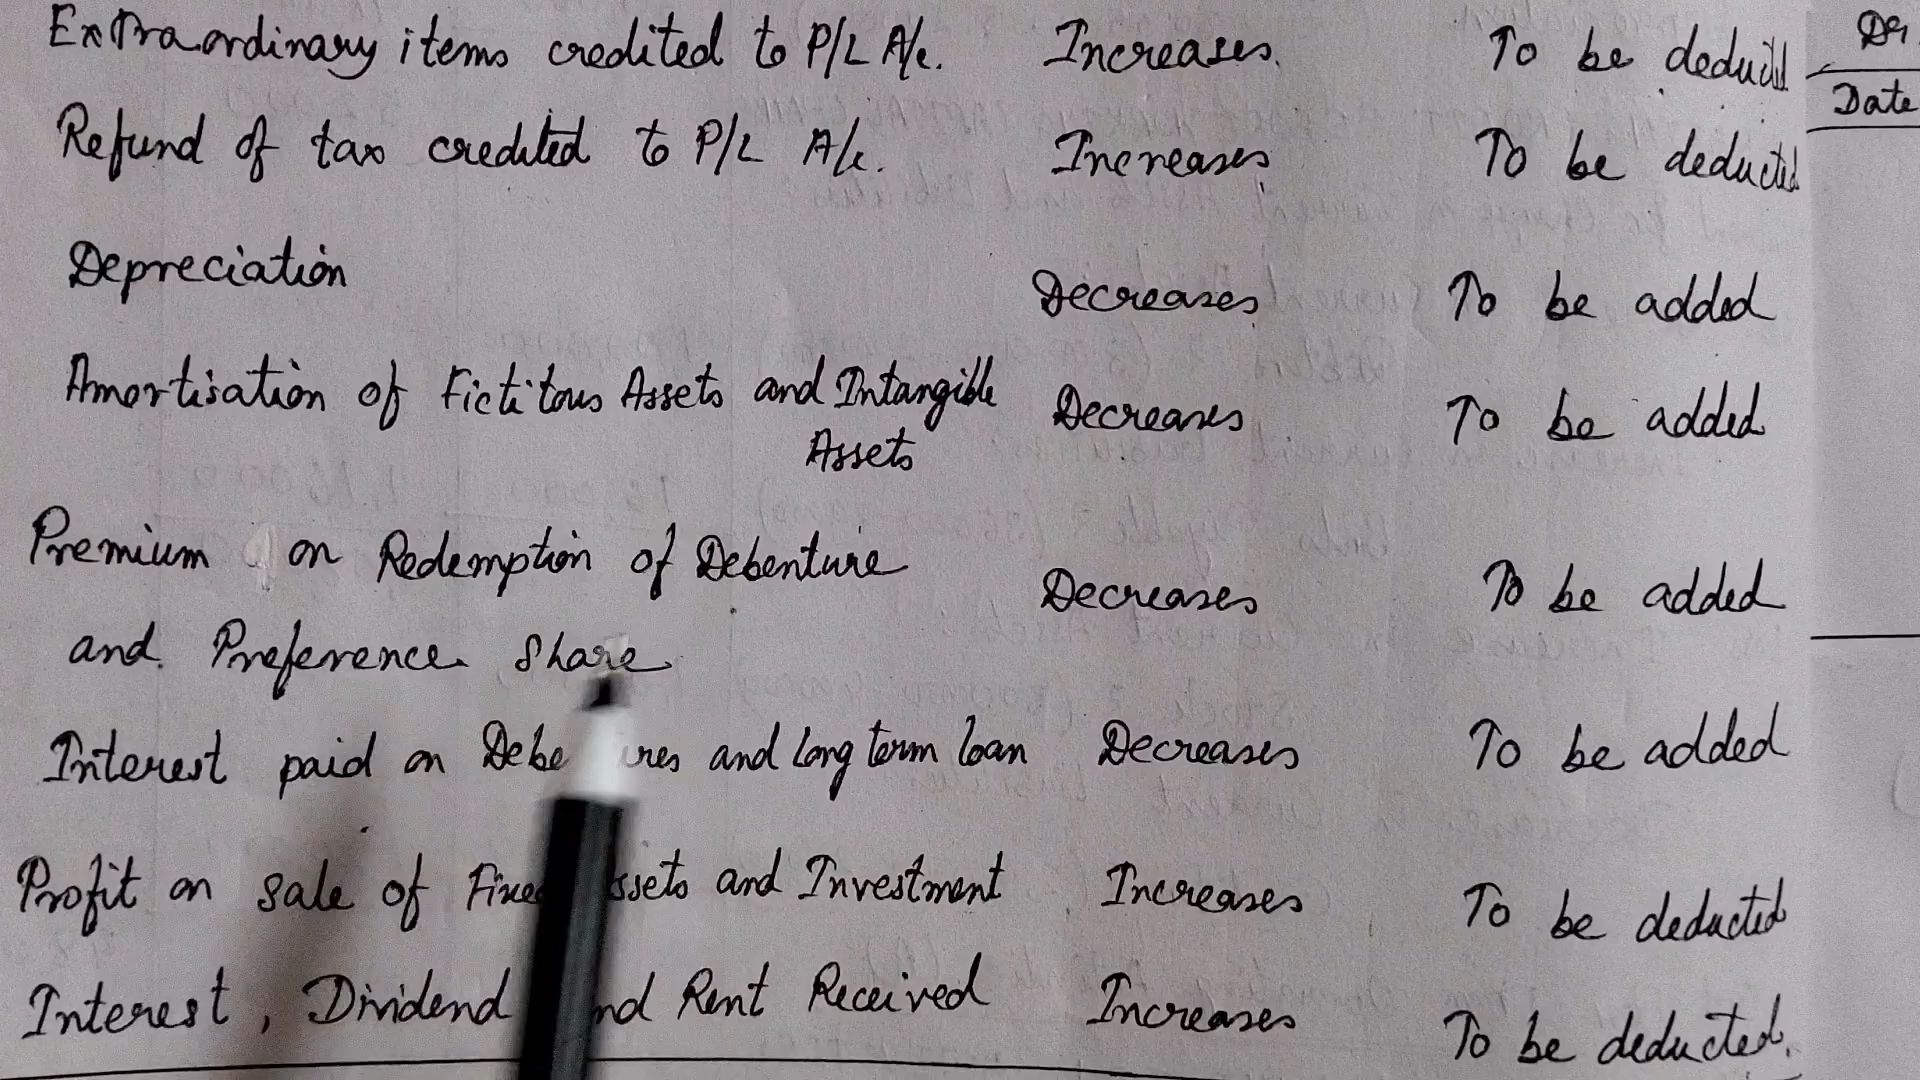 Extraordinary items credited to P/L A/c. Increases. To be deducted
Refund of tax credited to P/L A/c. Increases To be deducted
Depreciation Decreases To be added
Amortisation of Fictitous Assets and Intangible Assets Decreases To be added
Premium on Redemption of Debenture Decreases To be added
and Preference share
Interest paid on Debe ures and long term loan Decreases To be added
Profit on sale of Fixed ssets and Investment Increases To be deducted
Interest, Dividend nd Rent Received Increases To be deducted.
Dr.
Date